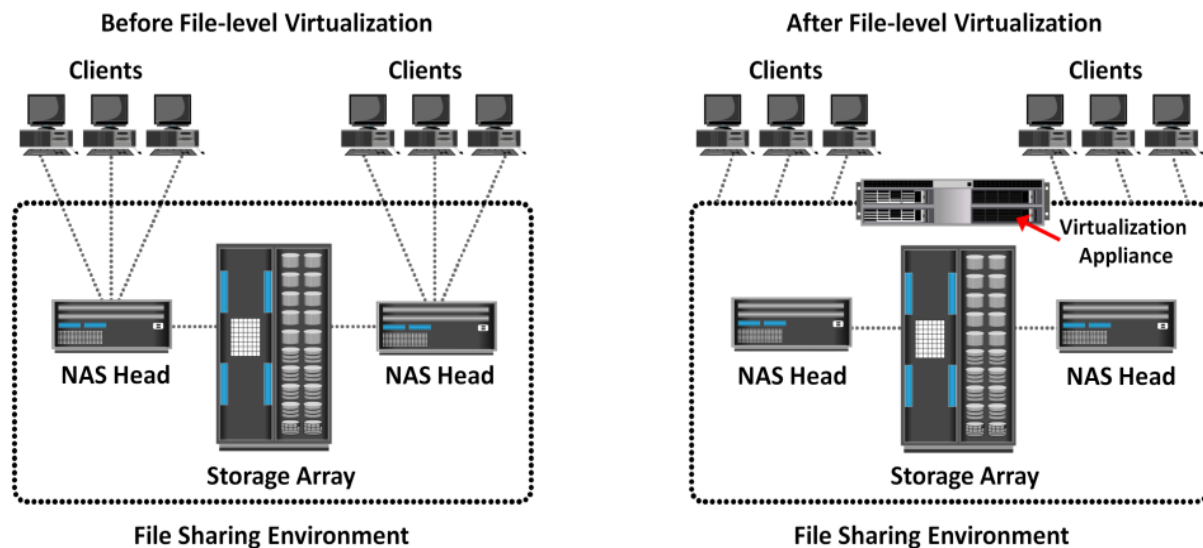 Before File-level Virtualization
Clients
Clients
NAS Head
NAS Head
Storage Array
File Sharing Environment
After File-level Virtualization
Clients
Clients
Virtualization
Appliance
NAS Head
NAS Head
Storage Array
File Sharing Environment